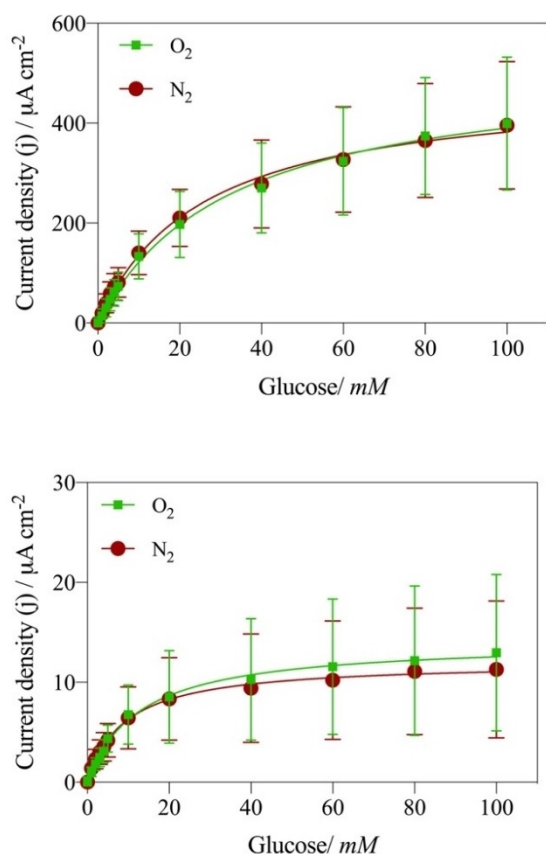 600
400
200
0
Current density (j) / µA cm⁻²
O₂
N₂
0 20 40 60 80 100
Glucose/ mM
30
20
10
0
Current density (j) / µA cm⁻²
O₂
N₂
0 20 40 60 80 100
Glucose/ mM